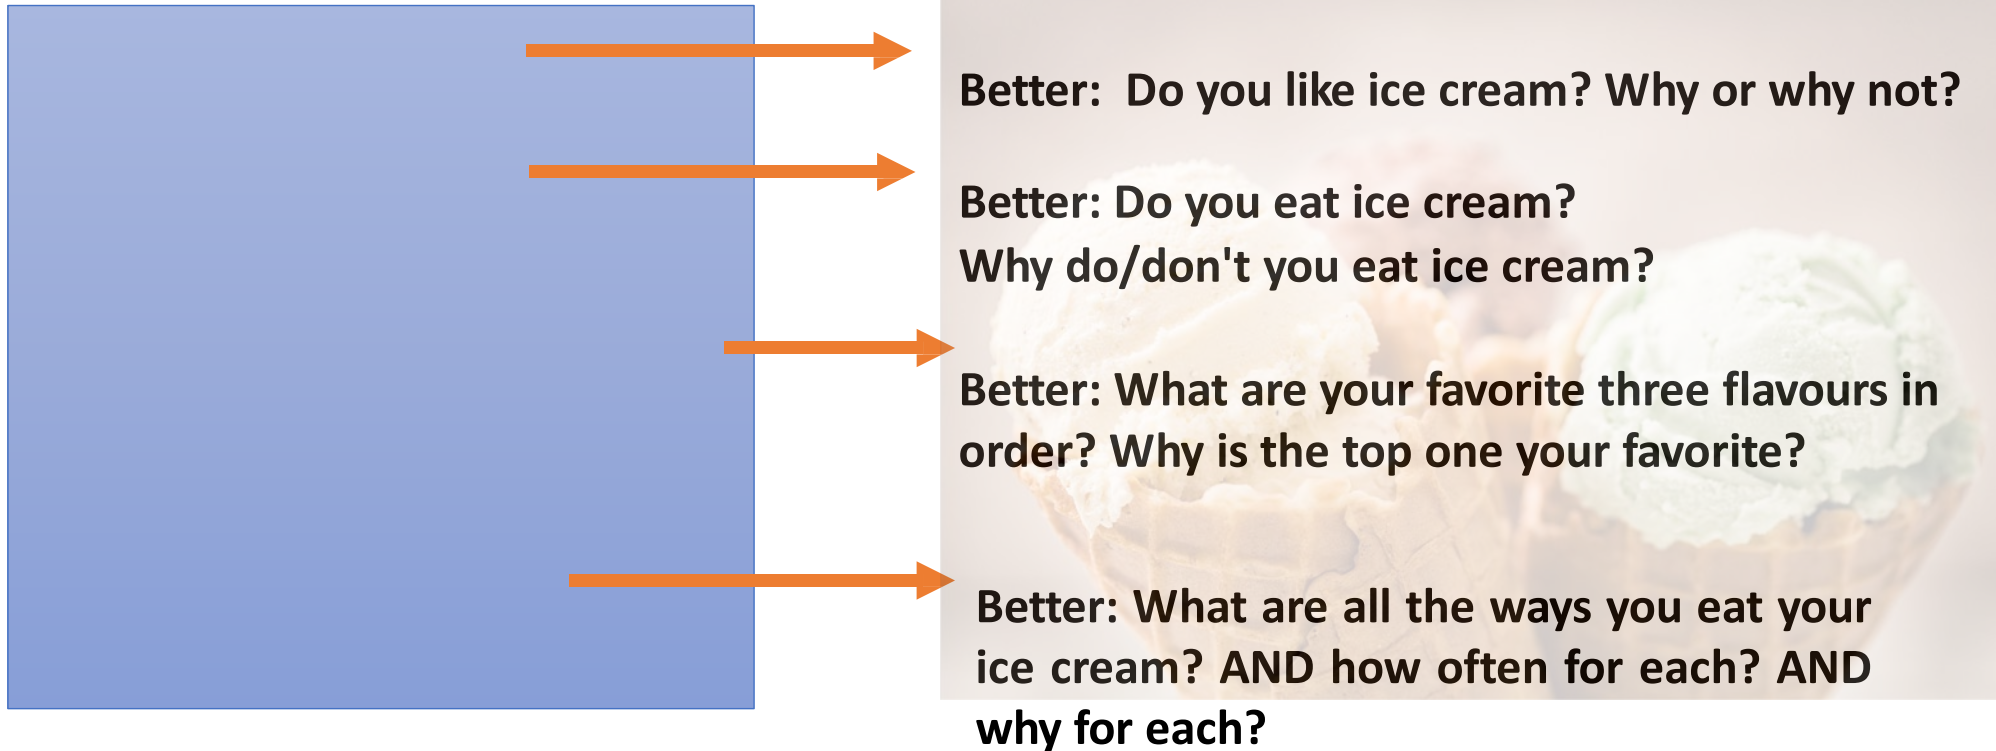 Better:  Do you like ice cream? Why or why not?
Better: Do you eat ice cream?
Why do/don't you eat ice cream?
Better: What are your favorite three flavours in
order? Why is the top one your favorite?
Better: What are all the ways you eat your
ice cream? AND how often for each? AND
why for each?